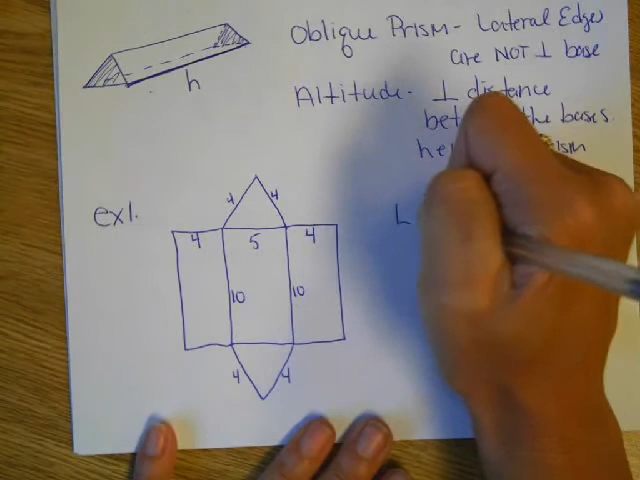 Oblique Prism - Lateral Edges
are NOT ⊥ base
h
Altitude - ⊥ distance
the bases.
ex1.
4 4
4 5 4
10 10
4 4
L